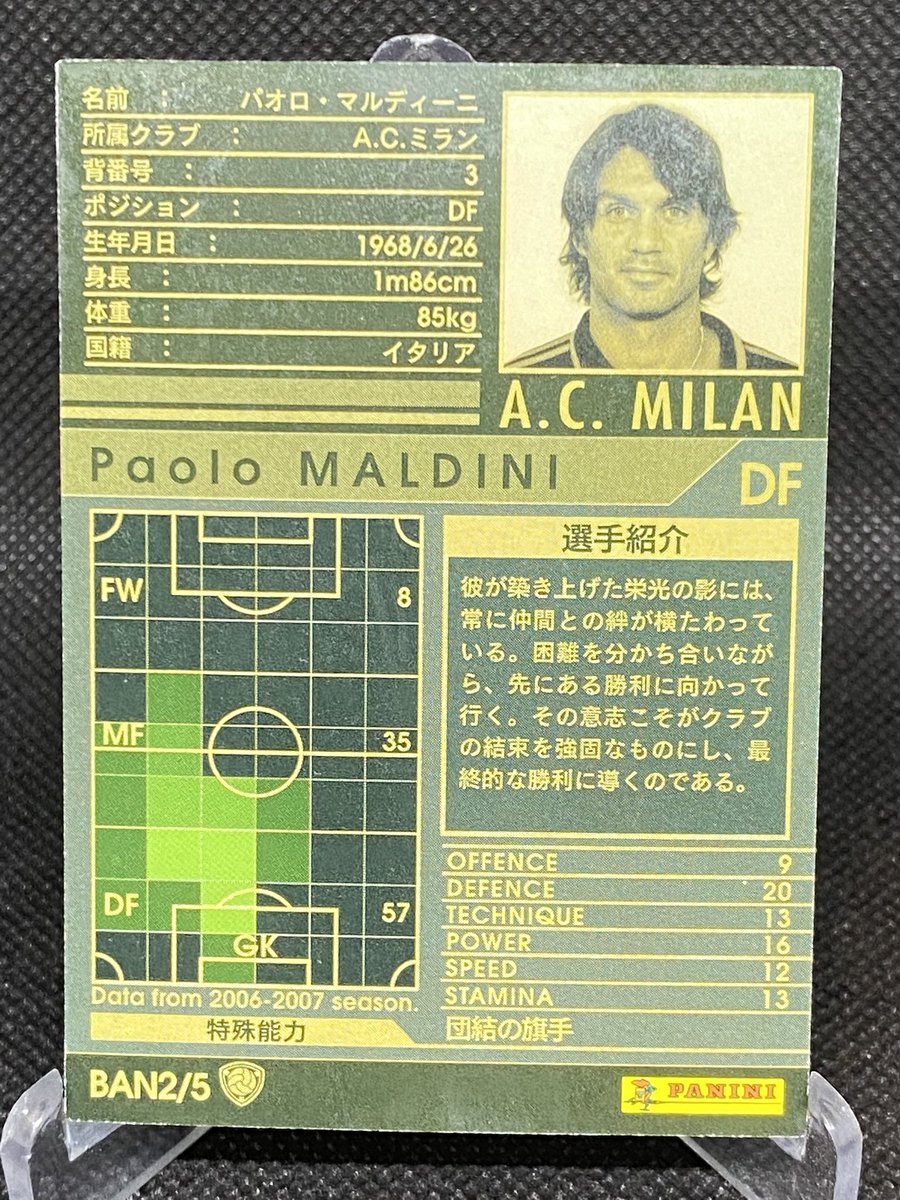 名前 : パオロ・マルディーニ
所属クラブ : A.C.ミラン
背番号 : 3
ポジション : DF
生年月日 : 1968/6/26
身長 : 1m86cm
体重 : 85kg
国籍 : イタリア
A.C. MILAN
Paolo MALDINI
DF
FW 8
MF 35
DF 57
GK
Data from 2006-2007 season.
選手紹介
彼が築き上げた栄光の影には、
常に仲間との絆が横たわって
いる。困難を分かち合いなが
ら、先にある勝利に向かって
行く。その意志こそがクラブ
の結束を強固なものにし、最
終的な勝利に導くのである。
OFFENCE 9
DEFENCE 20
TECHNIQUE 13
POWER 16
SPEED 12
STAMINA 13
特殊能力 団結の旗手
BAN2/5
PANINI